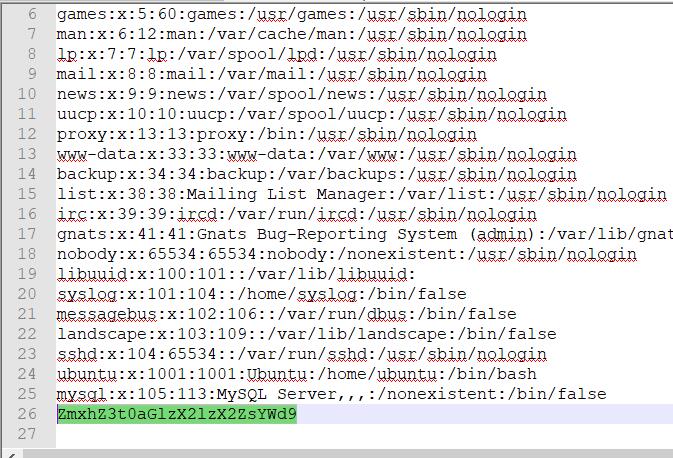 6 games:x:5:60:games:/usr/games:/usr/sbin/nologin
7 man:x:6:12:man:/var/cache/man:/usr/sbin/nologin
8 lp:x:7:7:lp:/var/spool/lpd:/usr/sbin/nologin
9 mail:x:8:8:mail:/var/mail:/usr/sbin/nologin
10 news:x:9:9:news:/var/spool/news:/usr/sbin/nologin
11 uucp:x:10:10:uucp:/var/spool/uucp:/usr/sbin/nologin
12 proxy:x:13:13:proxy:/bin:/usr/sbin/nologin
13 www-data:x:33:33:www-data:/var/www:/usr/sbin/nologin
14 backup:x:34:34:backup:/var/backups:/usr/sbin/nologin
15 list:x:38:38:Mailing List Manager:/var/list:/usr/sbin/nologin
16 irc:x:39:39:ircd:/var/run/ircd:/usr/sbin/nologin
17 gnats:x:41:41:Gnats Bug-Reporting System (admin):/var/lib/gnat
18 nobody:x:65534:65534:nobody:/nonexistent:/usr/sbin/nologin
19 libuuid:x:100:101::/var/lib/libuuid:
20 syslog:x:101:104::/home/syslog:/bin/false
21 messagebus:x:102:106::/var/run/dbus:/bin/false
22 landscape:x:103:109::/var/lib/landscape:/bin/false
23 sshd:x:104:65534::/var/run/sshd:/usr/sbin/nologin
24 ubuntu:x:1001:1001:Ubuntu:/home/ubuntu:/bin/bash
25 mysql:x:105:113:MySQL Server,,,:/nonexistent:/bin/false
26 ZmxhZ3t0aGlzX2lzX2ZsYWd9
27